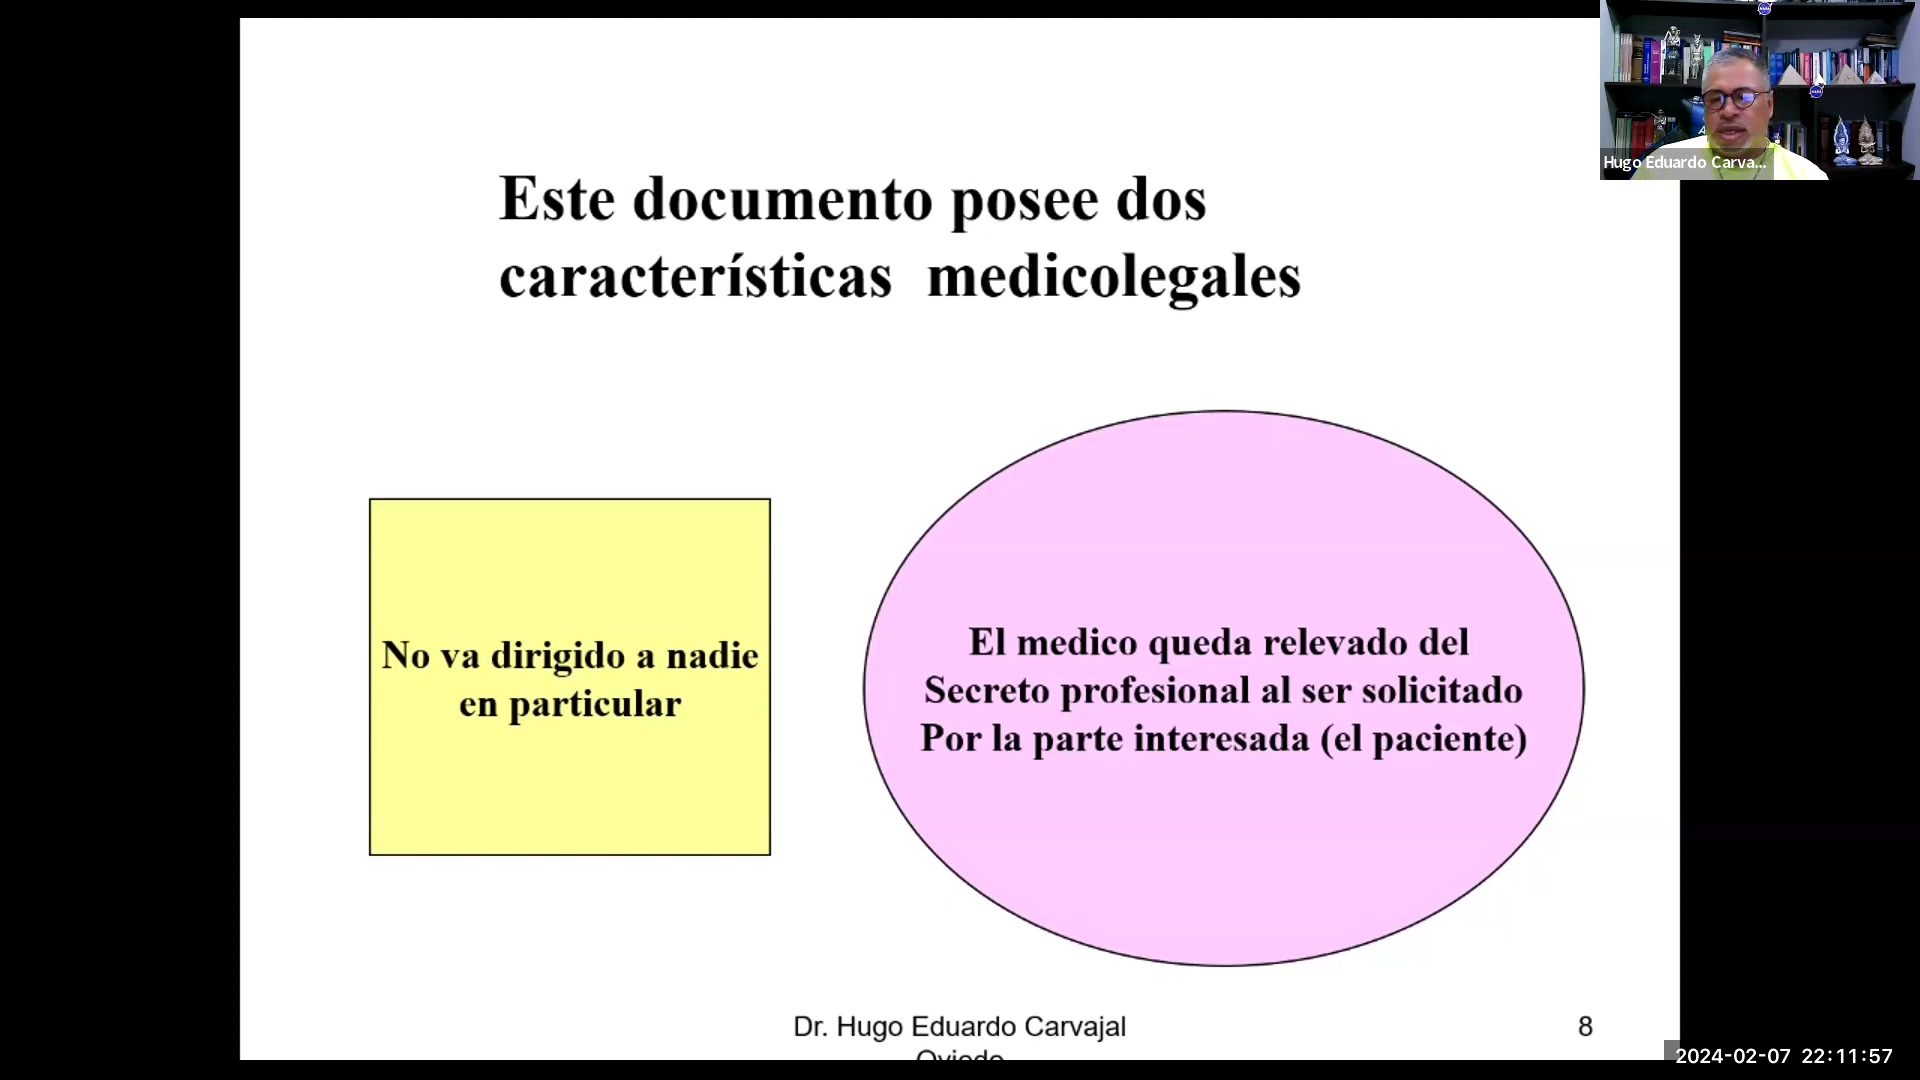 Este documento posee dos
características medicolegales
No va dirigido a nadie
en particular
El medico queda relevado del
Secreto profesional al ser solicitado
Por la parte interesada (el paciente)
Dr. Hugo Eduardo Carvajal
Oviedo
8
Hugo Eduardo Carva...
2024-02-07 22:11:57